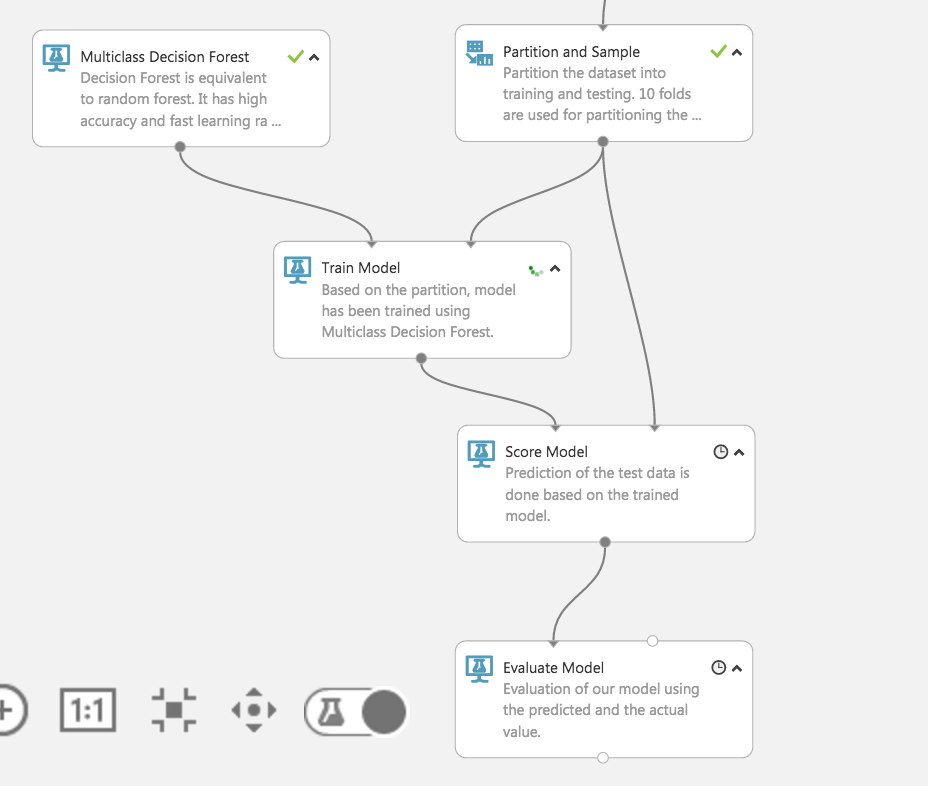 Multiclass Decision Forest
Decision Forest is equivalent
to random forest. It has high
accuracy and fast learning ra ...
Partition and Sample
Partition the dataset into
training and testing. 10 folds
are used for partitioning the ...
Train Model
Based on the partition, model
has been trained using
Multiclass Decision Forest.
Score Model
Prediction of the test data is
done based on the trained
model.
Evaluate Model
Evaluation of our model using
the predicted and the actual
value.
1:1